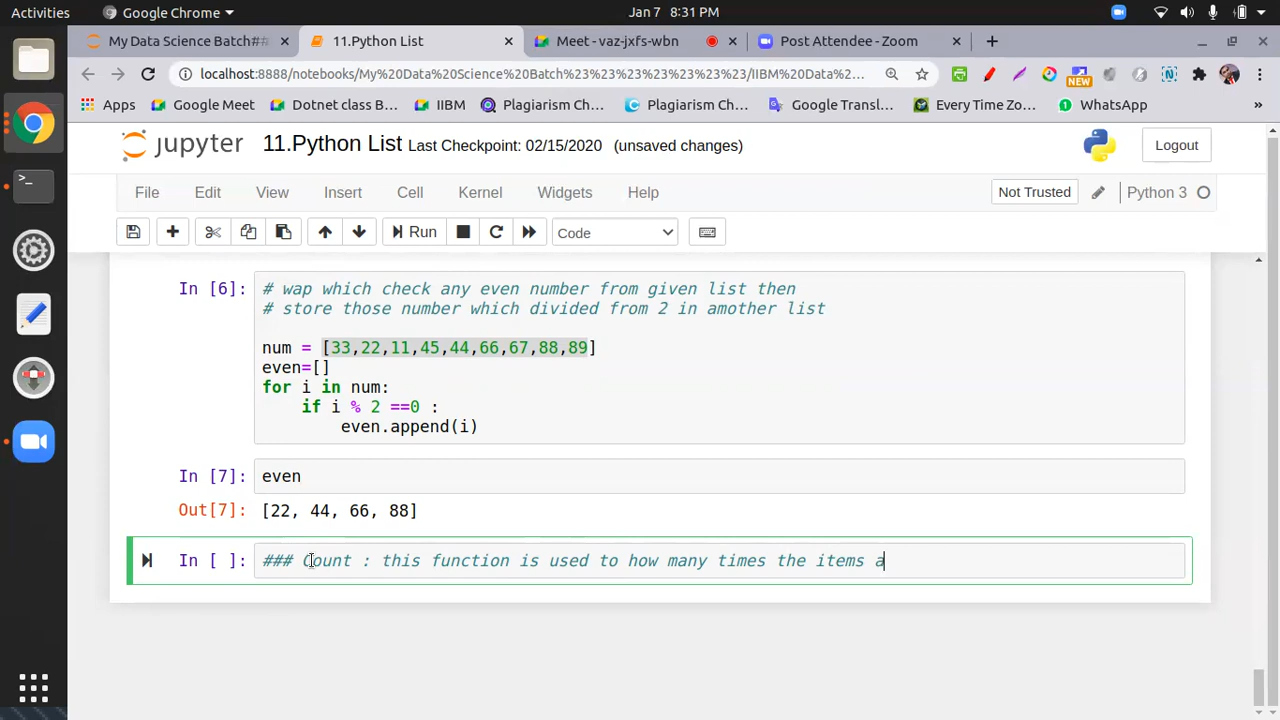 Activities
Google Chrome
Jan 7 8:31 PM
My Data Science Batch##
11.Python List
Meet - vaz-jxfs-wbn
Post Attendee - Zoom
localhost:8888/notebooks/My%20Data%20Science%20Batch%23%23%23%23%23%23/IIBM%20Data%2...
NEW
Apps
Google Meet
Dotnet class B...
IIBM
Plagiarism Ch...
Plagiarism Ch...
Google Transl...
Every Time Zo...
WhatsApp
»
jupyter
11.Python List Last Checkpoint: 02/15/2020 (unsaved changes)
Logout
File
Edit
View
Insert
Cell
Kernel
Widgets
Help
Not Trusted
Python 3
Run
Code
In [6]:
# wap which check any even number from given list then
# store those number which divided from 2 in amother list
num = [33,22,11,45,44,66,67,88,89]
even=[]
for i in num:
if i % 2 ==0 :
even.append(i)
In [7]:
even
Out[7]:
[22, 44, 66, 88]
In [ ]:
### Count : this function is used to how many times the items a